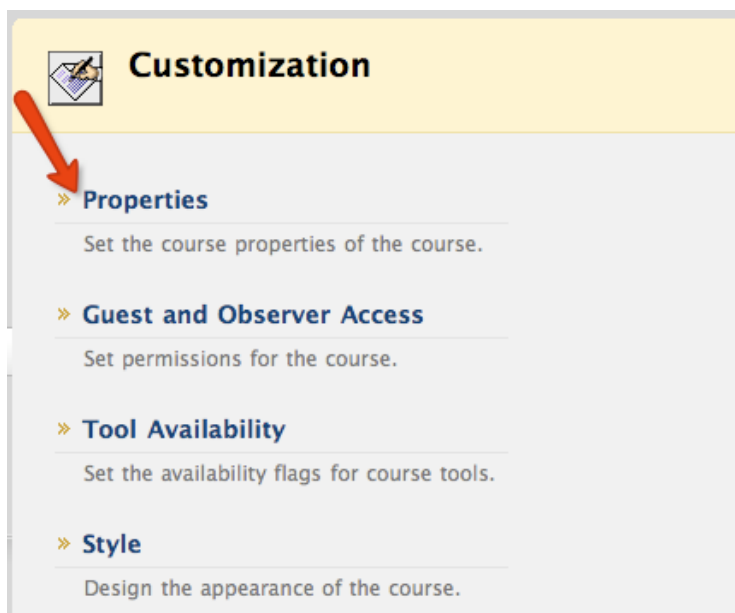 Customization
Properties
Set the course properties of the course.
Guest and Observer Access
Set permissions for the course.
Tool Availability
Set the availability flags for course tools.
Style
Design the appearance of the course.